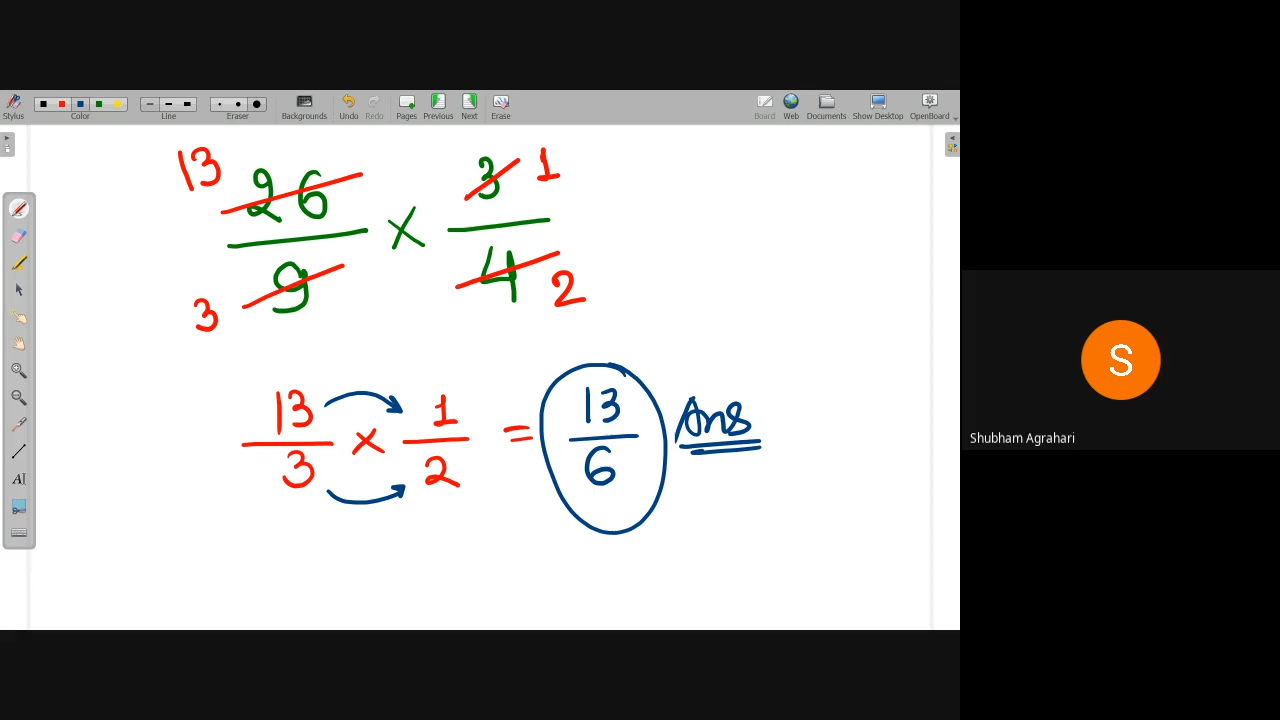 Stylus Color Line Eraser Backgrounds Undo Redo Pages Previous Next Erase Board Web Documents Show Desktop OpenBoard
13 26 3 1
× 
3 9 4 2
13 1 13
× = Ans
3 2 6
AI
S
Shubham Agrahari